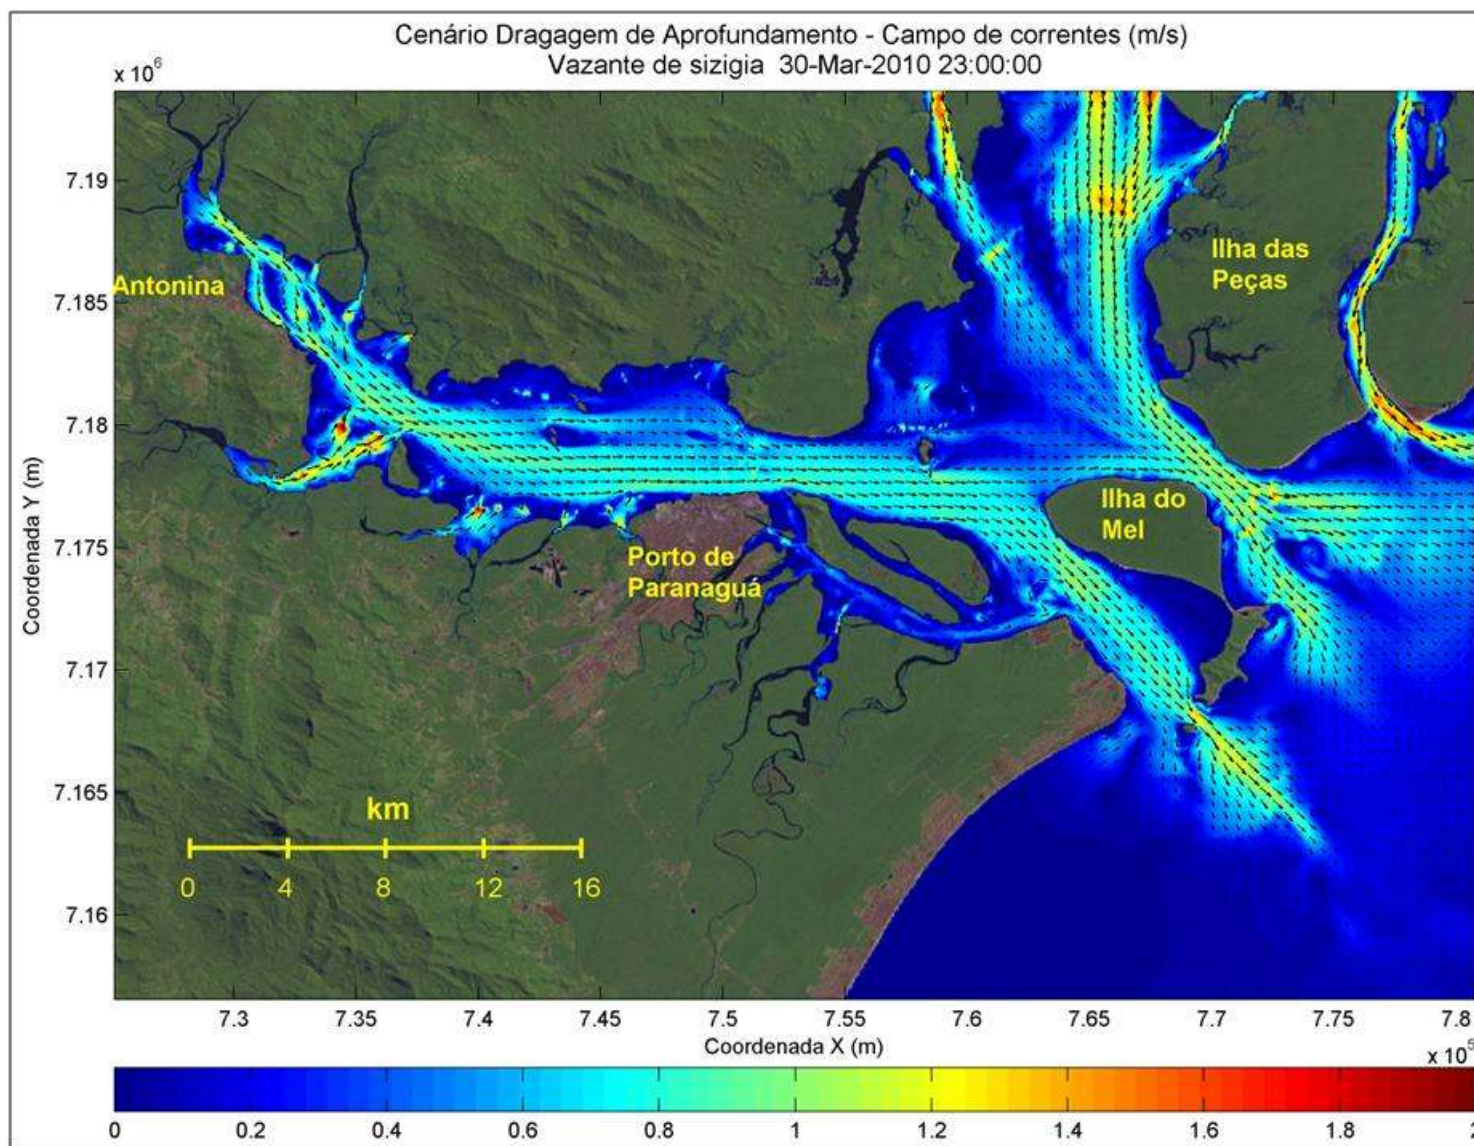 Cenário Dragagem de Aprofundamento - Campo de correntes (m/s)
Vazante de sizigia 30-Mar-2010 23:00:00
x 10⁶
7.19
7.185
7.18
7.175
7.17
7.165
7.16
Coordenada Y (m)
Antonina
Ilha das
Peças
Ilha do
Mel
Porto de
Paranaguá
km
0 4 8 12 16
7.3 7.35 7.4 7.45 7.5 7.55 7.6 7.65 7.7 7.75 7.8
Coordenada X (m)
x 10⁵
0 0.2 0.4 0.6 0.8 1 1.2 1.4 1.6 1.8